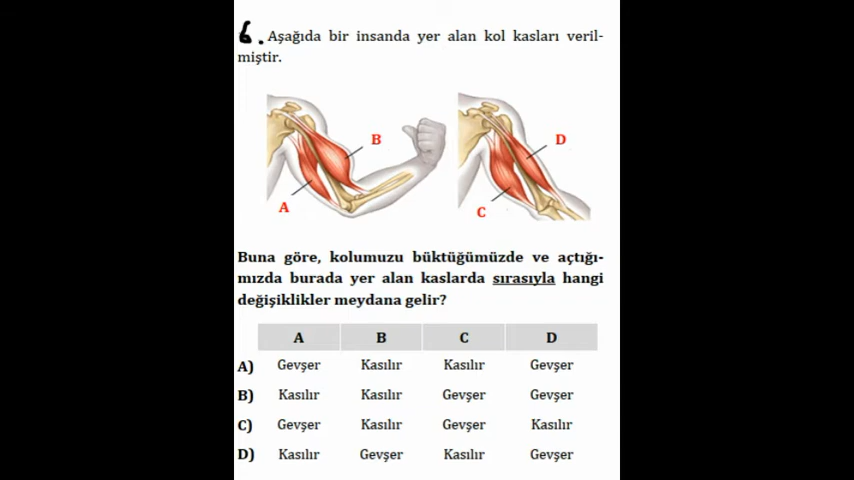 6. Aşağıda bir insanda yer alan kol kasları veril-
miştir.
B
A
D
C
Buna göre, kolumuzu büktüğümüzde ve açtığı-
mızda burada yer alan kaslarda sırasıyla hangi
değişiklikler meydana gelir?
A B C D
A) Gevşer Kasılır Kasılır Gevşer
B) Kasılır Kasılır Gevşer Gevşer
C) Gevşer Kasılır Gevşer Kasılır
D) Kasılır Gevşer Kasılır Gevşer